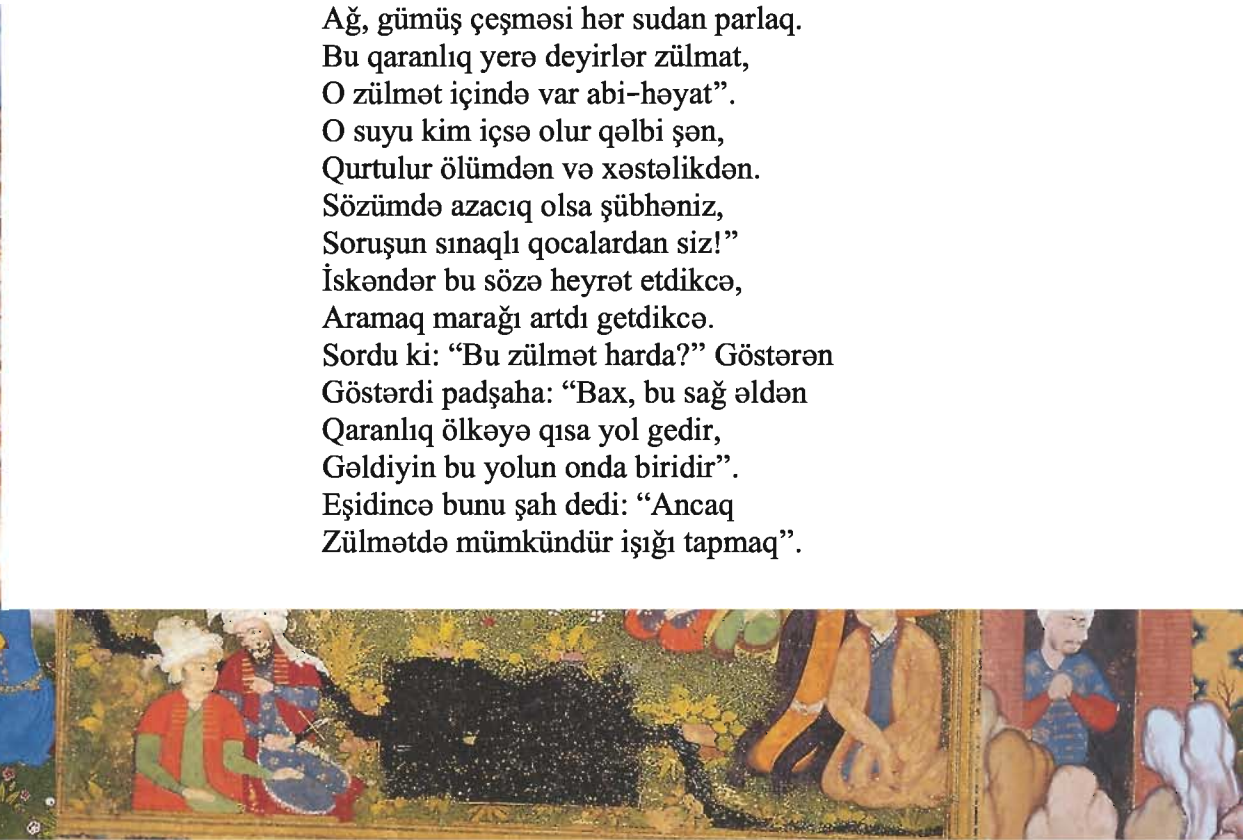 Ağ, gümüş çeşməsi hər sudan parlaq.
Bu qaranlıq yerə deyirlər zülmat,
O zülmət içində var abi-həyat”.
O suyu kim içsə olur qəlbi şən,
Qurtulur ölümdən və xəstəlikdən.
Sözümdə azacıq olsa şübhəniz,
Soruşun sınaqlı qocalardan siz!”
İskəndər bu sözə heyrət etdikcə,
Aramaq marağı artdı getdikcə.
Sordu ki: “Bu zülmət harda?” Göstərən
Göstərdi padşaha: “Bax, bu sağ əldən
Qaranlıq ölkəyə qısa yol gedir,
Gəldiyin bu yolun onda biridir”.
Eşidincə bunu şah dedi: “Ancaq
Zülmətdə mümkündür işığı tapmaq”.